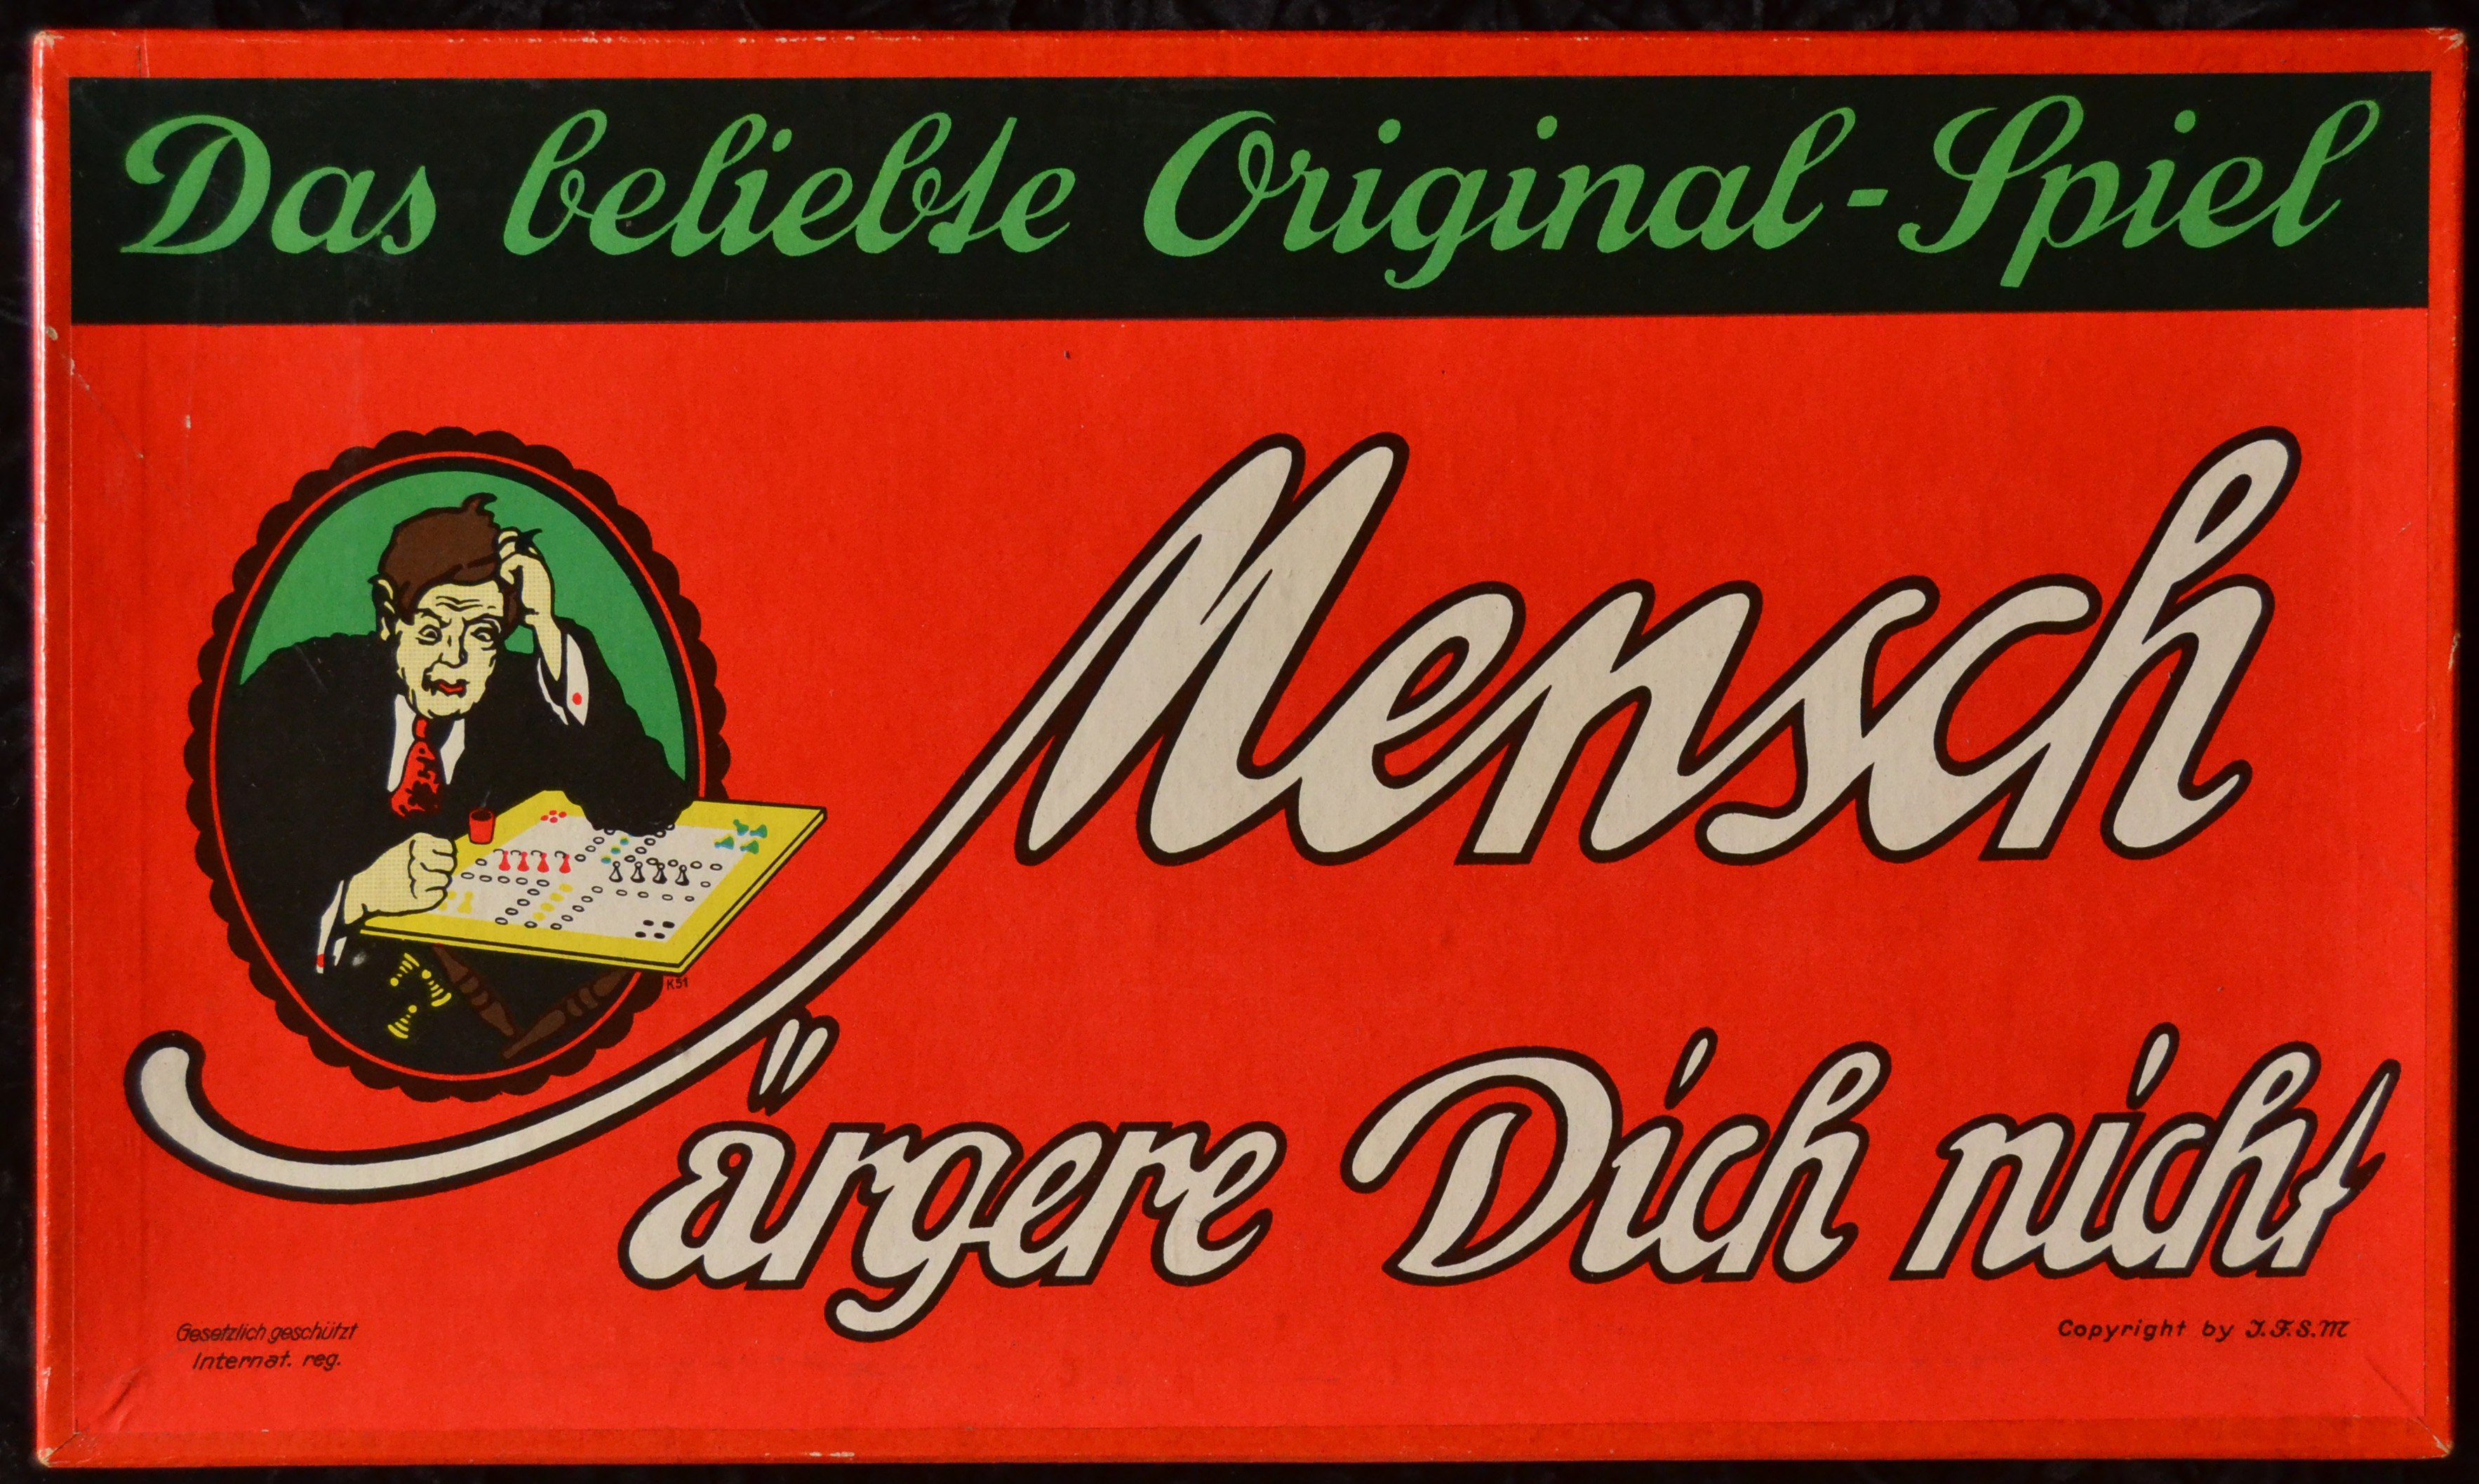 Das beliebte Original-Spiel
Mensch
ärgere Dich nicht
K51
Gesetzlich geschützt
Internat. reg.
Copyright by J.F.S.M